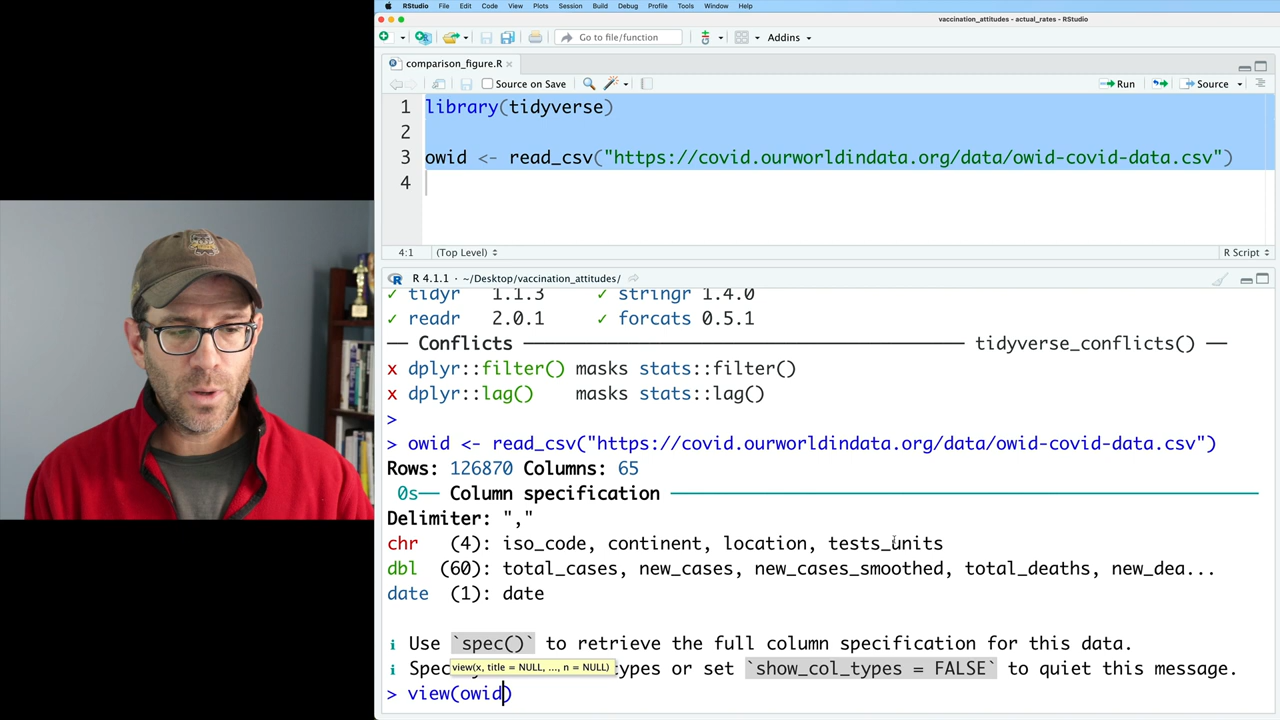 RStudio File Edit Code View Plots Session Build Debug Profile Tools Window Help
vaccination_attitudes - actual_rates - RStudio
Go to file/function Addins
comparison_figure.R
Source on Save Run Source
1 library(tidyverse)
2
3 owid <- read_csv("https://covid.ourworldindata.org/data/owid-covid-data.csv")
4
4:1 (Top Level) R Script
R 4.1.1 · ~/Desktop/vaccination_attitudes/
✓ tidyr 1.1.3 ✓ stringr 1.4.0
✓ readr 2.0.1 ✓ forcats 0.5.1
── Conflicts ── tidyverse_conflicts() ──
x dplyr::filter() masks stats::filter()
x dplyr::lag() masks stats::lag()
>
> owid <- read_csv("https://covid.ourworldindata.org/data/owid-covid-data.csv")
Rows: 126870 Columns: 65
0s── Column specification ──
Delimiter: ","
chr (4): iso_code, continent, location, tests_units
dbl (60): total_cases, new_cases, new_cases_smoothed, total_deaths, new_dea...
date (1): date
ℹ Use `spec()` to retrieve the full column specification for this data.
ℹ Spec types or set `show_col_types = FALSE` to quiet this message.
view(x, title = NULL, ..., n = NULL)
> view(owid)